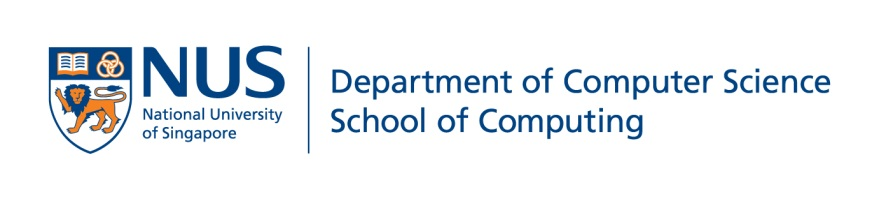 NUS
National University
of Singapore
Department of Computer Science
School of Computing